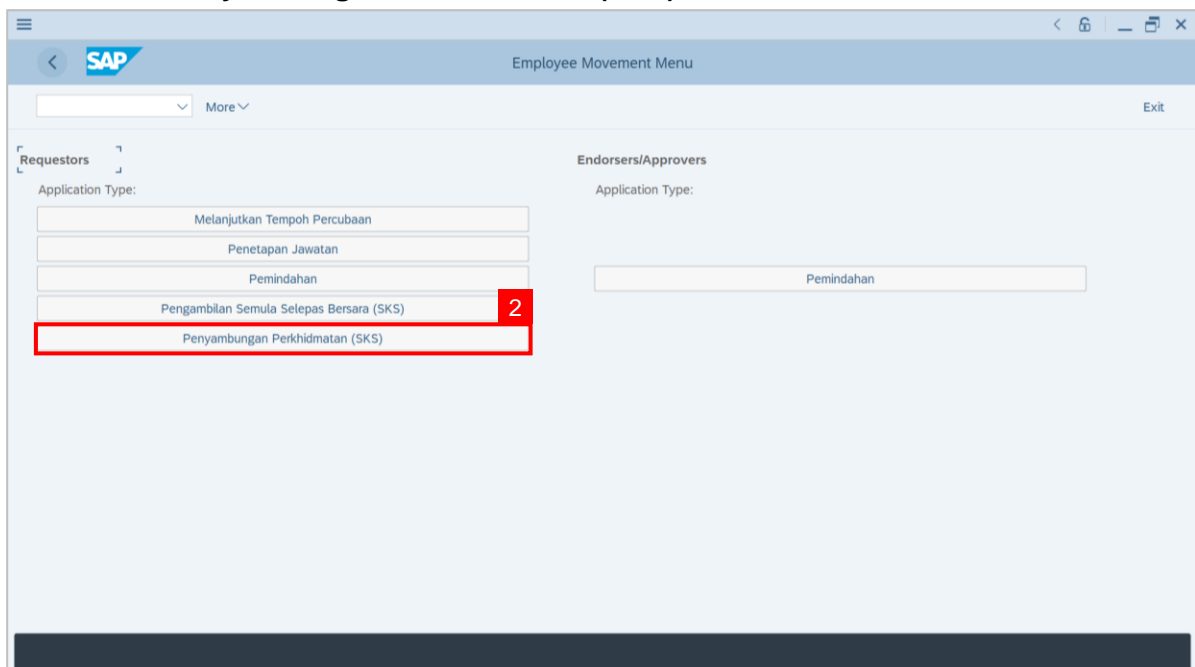 SAP
Employee Movement Menu
More
Exit
Requestors
Endorsers/Approvers
Application Type:
Application Type:
Melanjutkan Tempoh Percubaan
Penetapan Jawatan
Pemindahan
Pemindahan
Pengambilan Semula Selepas Bersara (SKS)
2
Penyambungan Perkhidmatan (SKS)